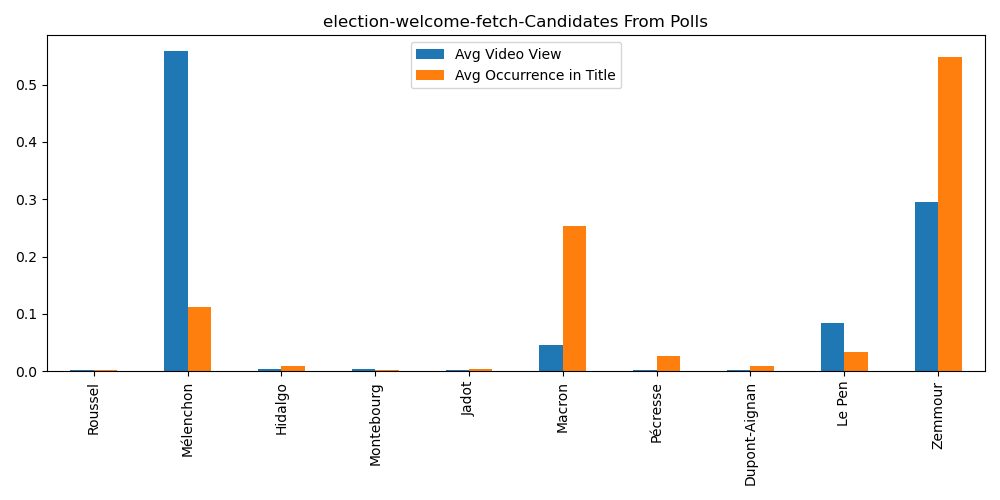 election-welcome-fetch-Candidates From Polls
Avg Video View
Avg Occurrence in Title
0.5
0.4
0.3
0.2
0.1
0.0
Roussel
Mélenchon
Hidalgo
Montebourg
Jadot
Macron
Pécresse
Dupont-Aignan
Le Pen
Zemmour